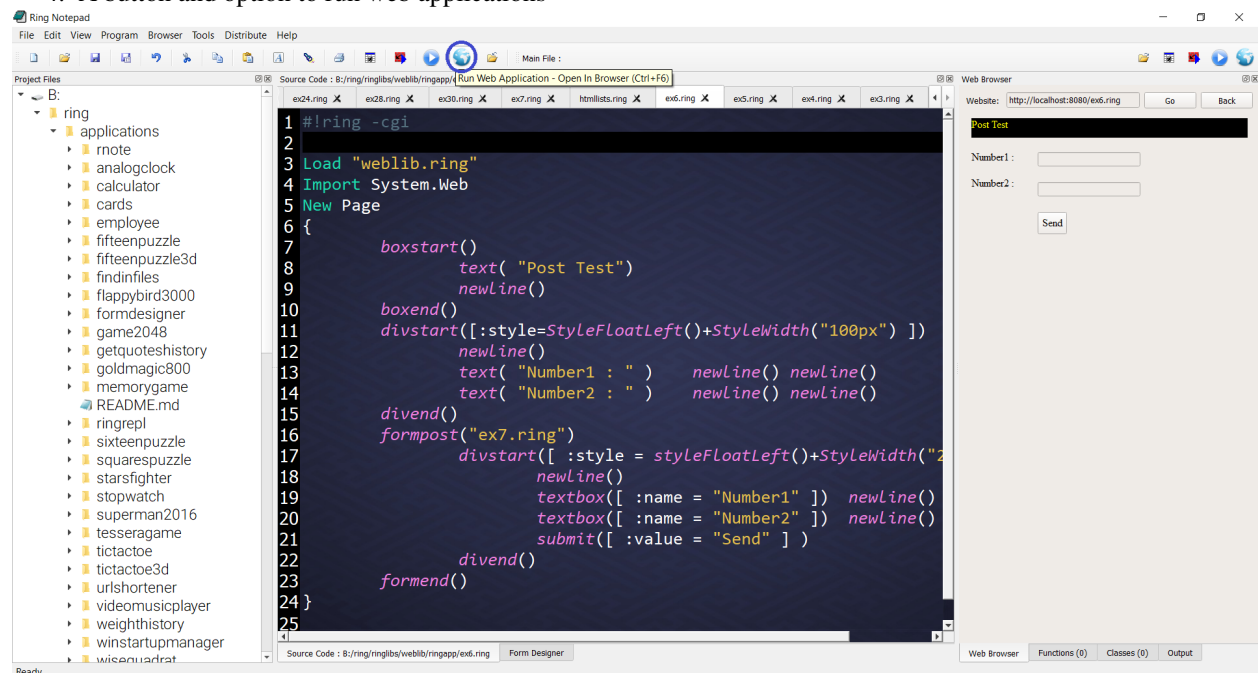 4. A button and option to run web applications
Ring Notepad
File Edit View Program Browser Tools Distribute Help
Main File :
Project Files
Source Code : B:/ring/ringlibs/weblib/ringapp/e
Run Web Application - Open In Browser (Ctrl+F6)
Web Browser
B:
ring
applications
rnote
analogclock
calculator
cards
employee
fifteenpuzzle
fifteenpuzzle3d
findinfiles
flappybird3000
formdesigner
game2048
getquoteshistory
goldmagic800
memorygame
README.md
ringrepl
sixteenpuzzle
squarespuzzle
starsfighter
stopwatch
superman2016
tesseragame
tictactoe
tictactoe3d
urlshortener
videomusicplayer
weighthistory
winstartupmanager
wisequadrat
ex24.ring ex28.ring ex30.ring ex7.ring htmllists.ring ex6.ring ex5.ring ex4.ring ex3.ring
1 #!ring -cgi
2
3 Load "weblib.ring"
4 Import System.Web
5 New Page
6 {
7 boxstart()
8 text( "Post Test")
9 newline()
10 boxend()
11 divstart([:style=StyleFloatLeft()+StyleWidth("100px") ])
12 newline()
13 text( "Number1 : " ) newline() newline()
14 text( "Number2 : " ) newline() newline()
15 divend()
16 formpost("ex7.ring")
17 divstart([ :style = styleFloatLeft()+StyleWidth("2
18 newline()
19 textbox([ :name = "Number1" ]) newline()
20 textbox([ :name = "Number2" ]) newline()
21 submit([ :value = "Send" ] )
22 divend()
23 formend()
24 }
25
Source Code : B:/ring/ringlibs/weblib/ringapp/ex6.ring Form Designer
Website: http://localhost:8080/ex6.ring Go Back
Post Test
Number1 :
Number2 :
Send
Web Browser Functions (0) Classes (0) Output
Ready